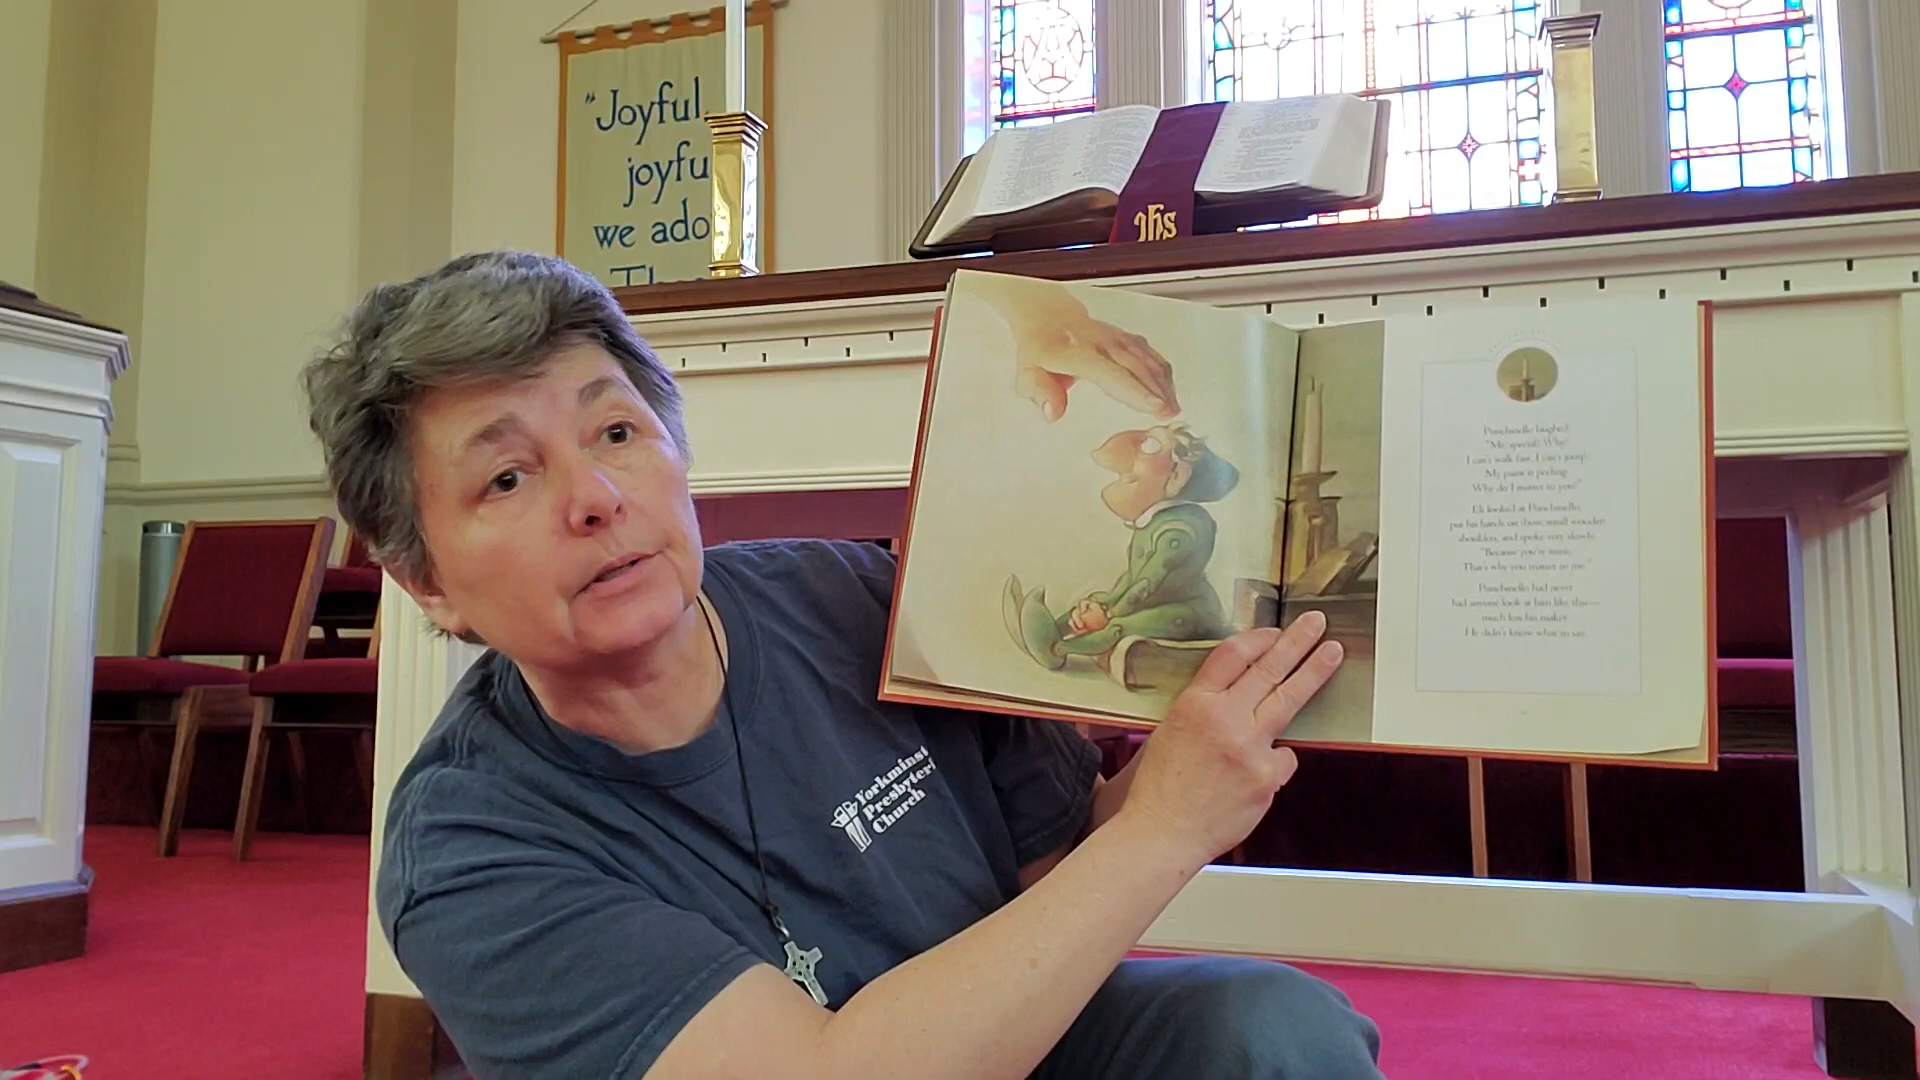 "Joyful,
joyfu
we ado
Thee
ihs
Yorkminst
Presbyter
Church
Punchinello laughed.
"Me, special? Why?
I can't walk fast. I can't jump.
My paint is peeling.
Why do I matter to you?"
Eli looked at Punchinello,
put his hands on those small wooden
shoulders, and spoke very slowly.
"Because you're mine.
That's why you matter to me."
Punchinello had never
had anyone look at him like this—
much less his maker.
He didn't know what to say.